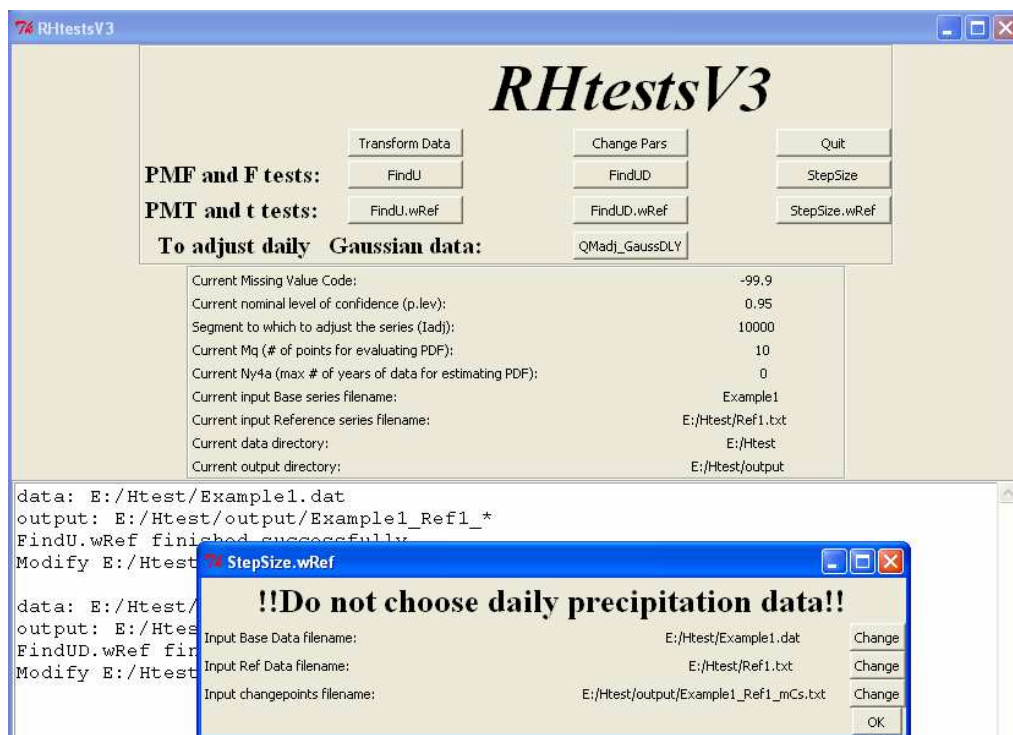 RHtestsV3
RHtestsV3
Transform Data Change Pars Quit
PMF and F tests: FindU FindUD StepSize
PMT and t tests: FindU.wRef FindUD.wRef StepSize.wRef
To adjust daily Gaussian data: QMadj_GaussDLY
Current Missing Value Code: -99.9
Current nominal level of confidence (p.lev): 0.95
Segment to which to adjust the series (Iadj): 10000
Current Mq (# of points for evaluating PDF): 10
Current Ny4a (max # of years of data for estimating PDF): 0
Current input Base series filename: Example1
Current input Reference series filename: E:/Htest/Ref1.txt
Current data directory: E:/Htest
Current output directory: E:/Htest/output
data: E:/Htest/Example1.dat
output: E:/Htest/output/Example1_Ref1_*
FindU.wRef finished successfully
Modify E:/Htest
data: E:/Htest/
output: E:/Htes
FindUD.wRef fin
Modify E:/Htest
StepSize.wRef
!!Do not choose daily precipitation data!!
Input Base Data filename: E:/Htest/Example1.dat Change
Input Ref Data filename: E:/Htest/Ref1.txt Change
Input changepoints filename: E:/Htest/output/Example1_Ref1_mCs.txt Change
OK